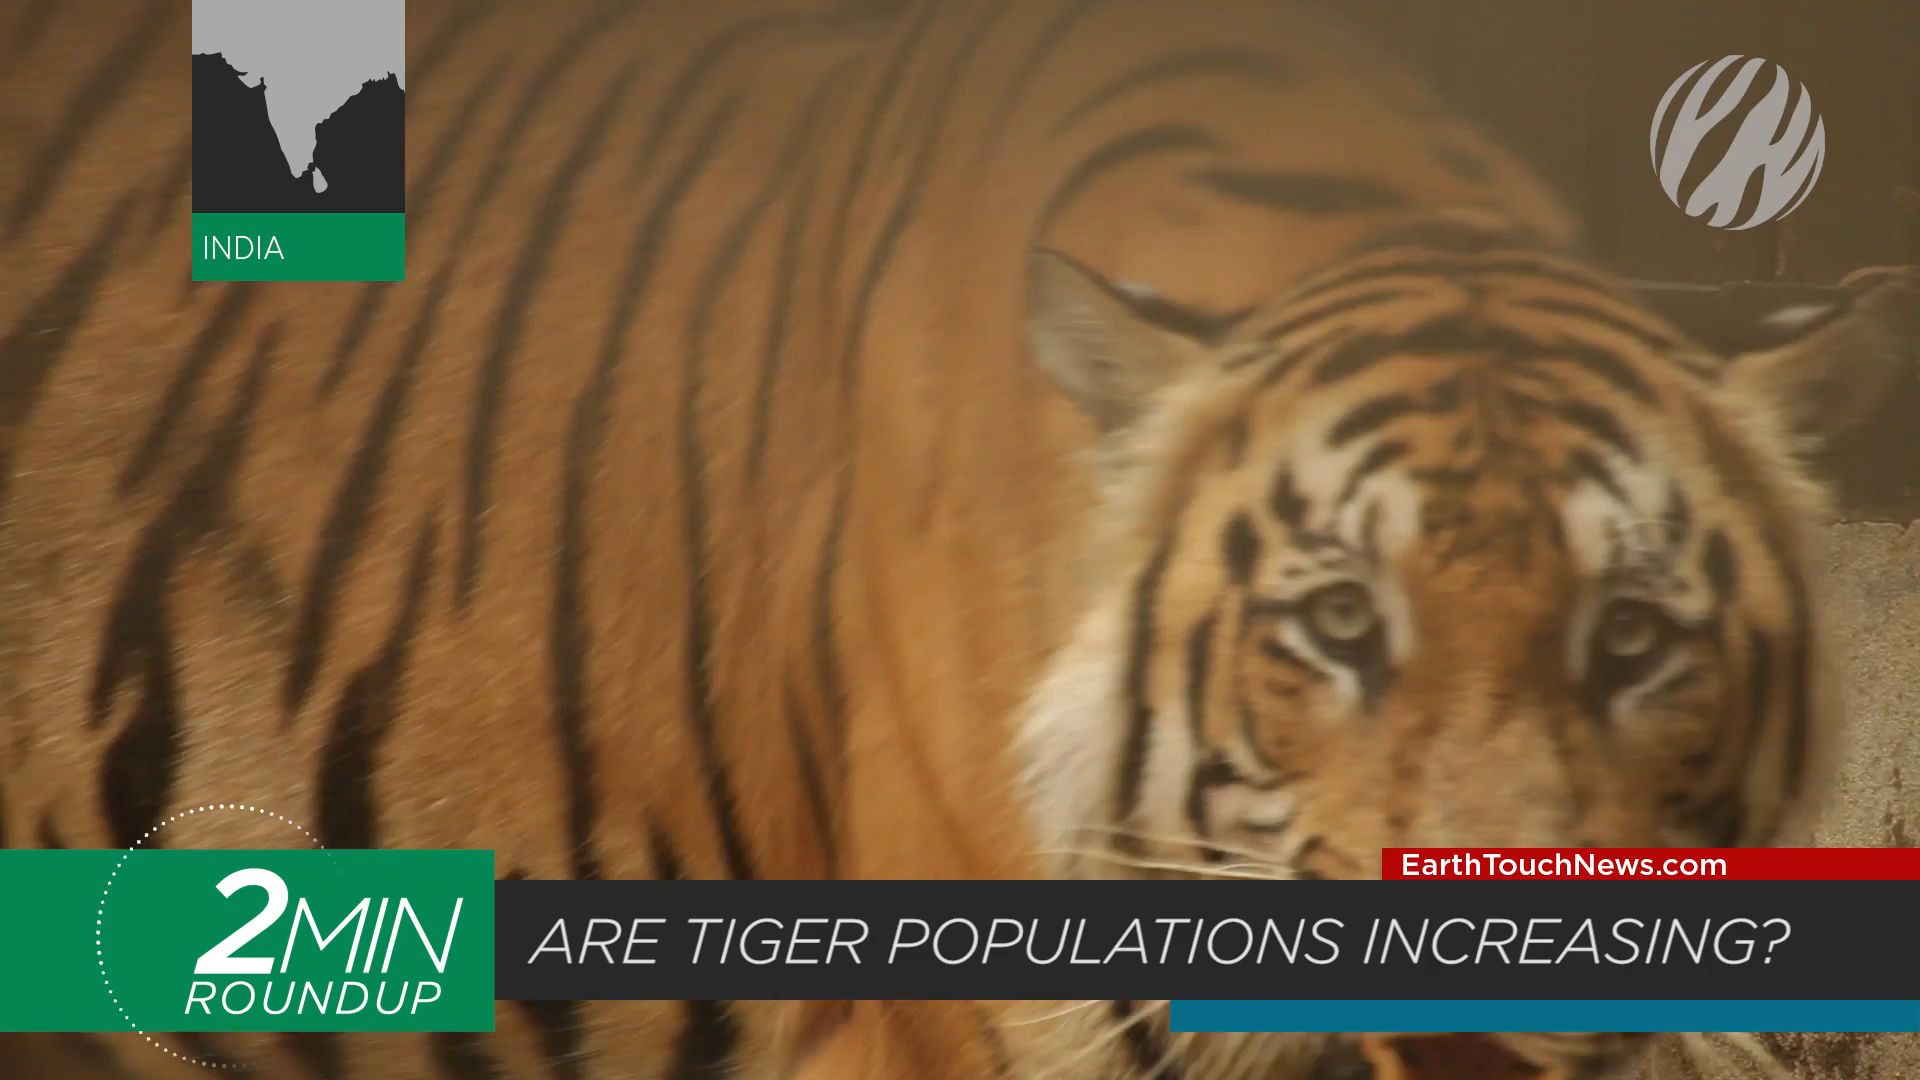 INDIA
EarthTouchNews.com
2MIN
ROUNDUP
ARE TIGER POPULATIONS INCREASING?